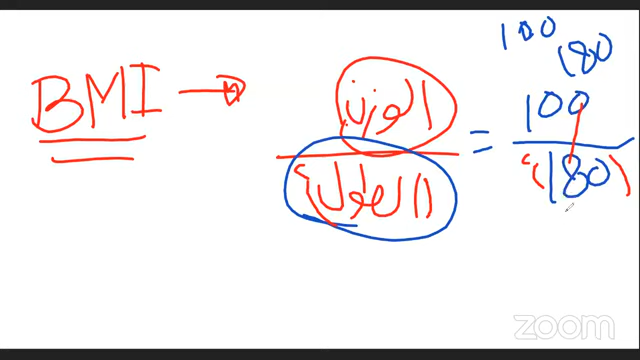 100 180
BMI → الوزن = 100
(الطول)² (180)²
zoom